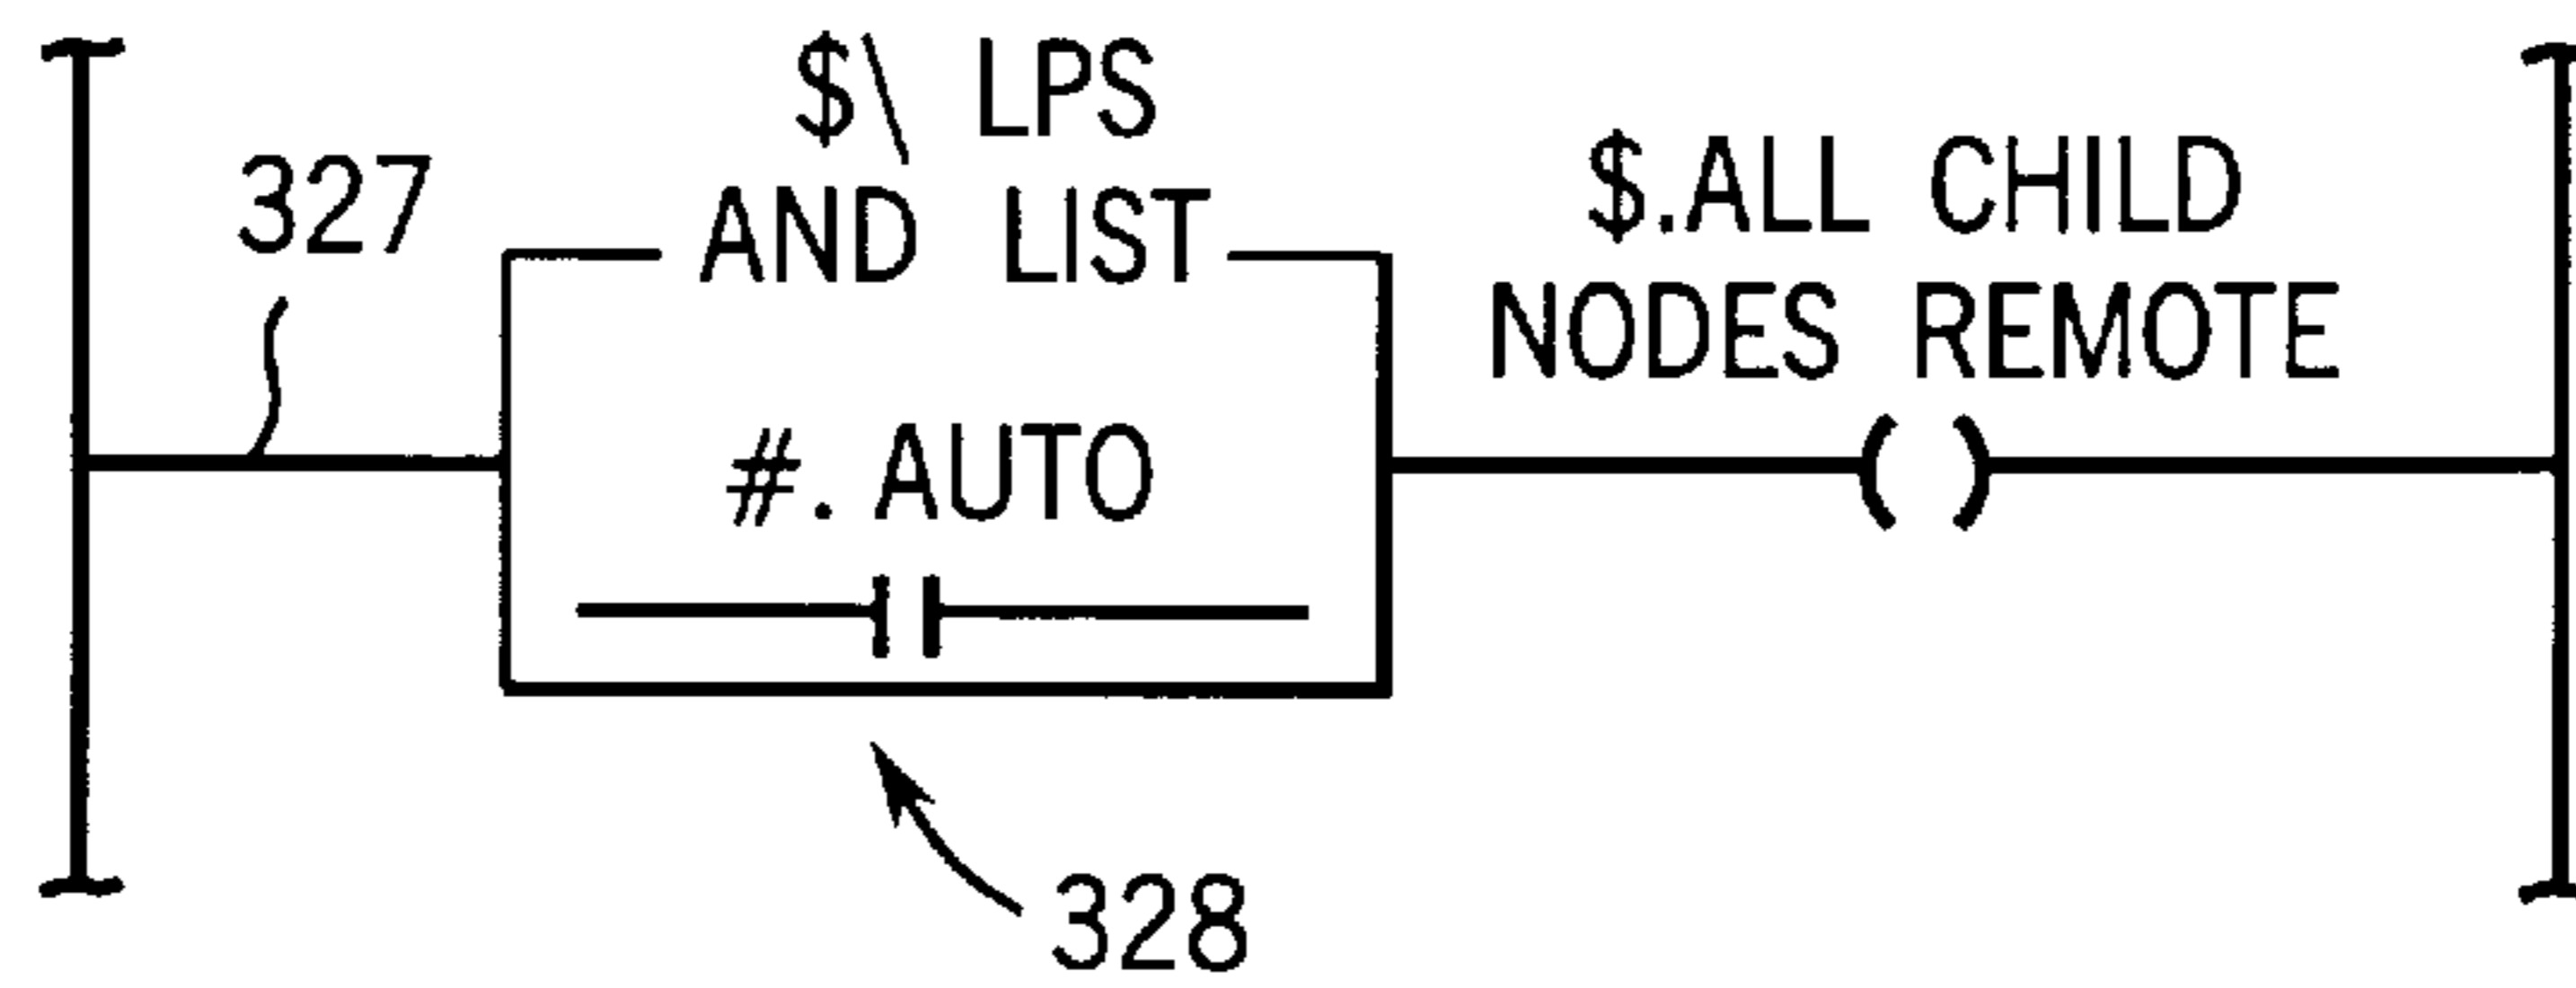 $\ LPS
AND LIST
327
$.ALL CHILD
NODES REMOTE
#. AUTO
328